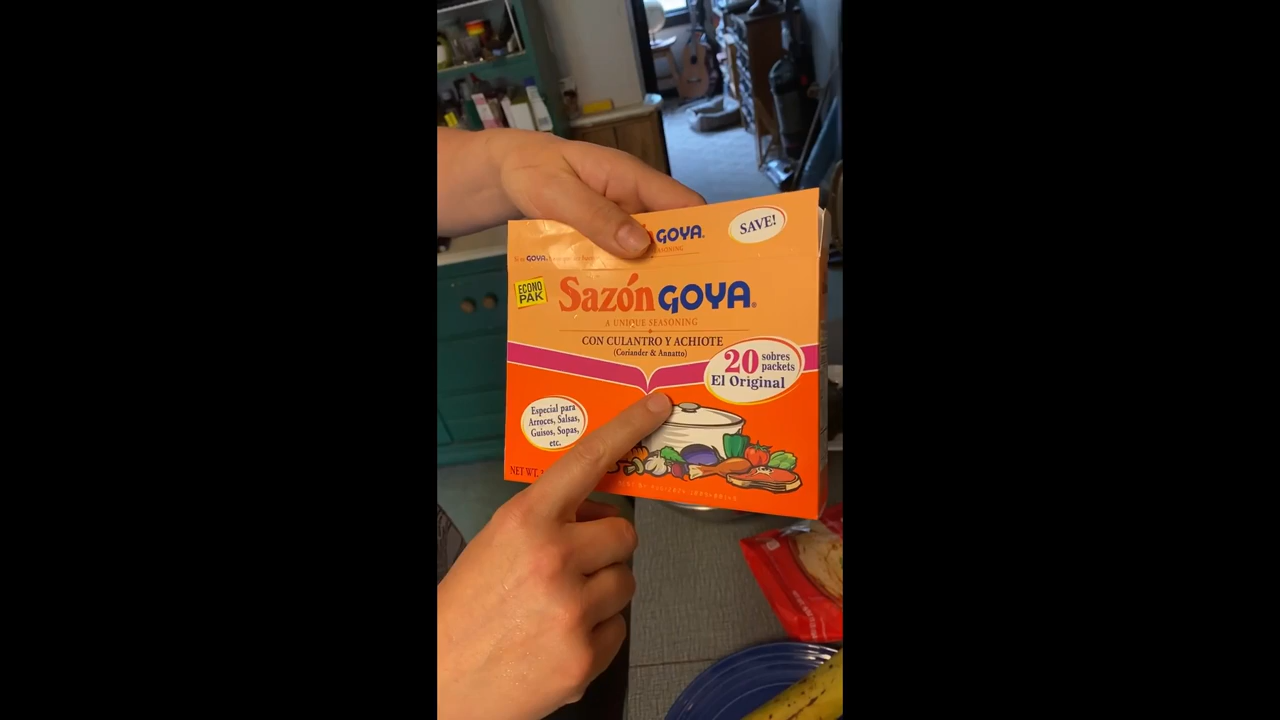 GOYA
SAVE!
GOYA
ECONO
PAK
Sazón GOYA®
A UNIQUE SEASONING
CON CULANTRO Y ACHIOTE
(Coriander & Annatto)
20 sobres
packets
El Original
Especial para
Arroces, Salsas,
Guisos, Sopas,
etc.
NET WT.